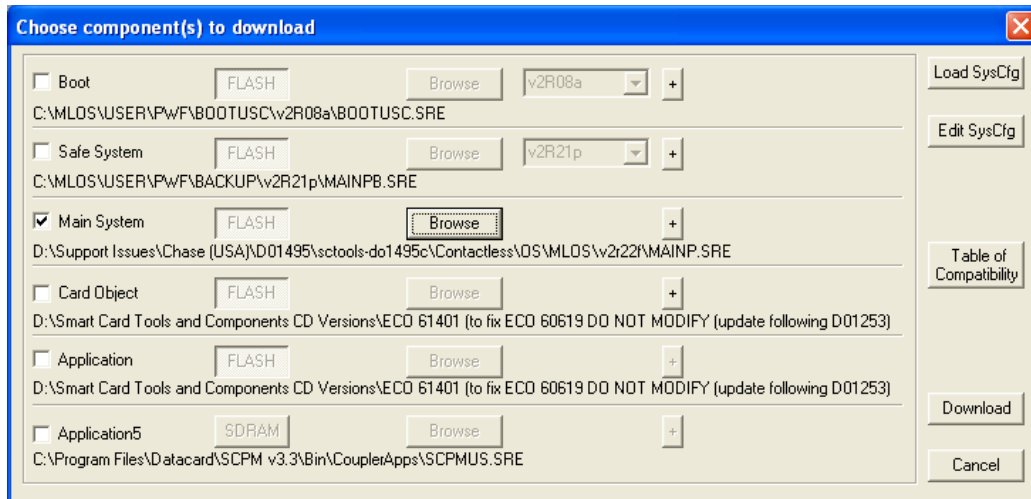 Choose component(s) to download
Boot FLASH Browse v2R08a + Load SysCfg
C:\MLOS\USER\PWF\BOOTUSC\v2R08a\BOOTUSC.SRE
Edit SysCfg
Safe System FLASH Browse v2R21p +
C:\MLOS\USER\PWF\BACKUP\v2R21p\MAINPB.SRE
Main System FLASH Browse +
D:\Support Issues\Chase (USA)\D01495\sctools-do1495c\Contactless\OS\MLOS\v2r22f\MAINP.SRE
Table of
Compatibility
Card Object FLASH Browse +
D:\Smart Card Tools and Components CD Versions\ECO 61401 (to fix ECO 60619 DO NOT MODIFY (update following D01253)
Application FLASH Browse +
D:\Smart Card Tools and Components CD Versions\ECO 61401 (to fix ECO 60619 DO NOT MODIFY (update following D01253)
Download
Application5 SDRAM Browse +
C:\Program Files\Datacard\SCPM v3.3\Bin\CouplerApps\SCPMUS.SRE
Cancel